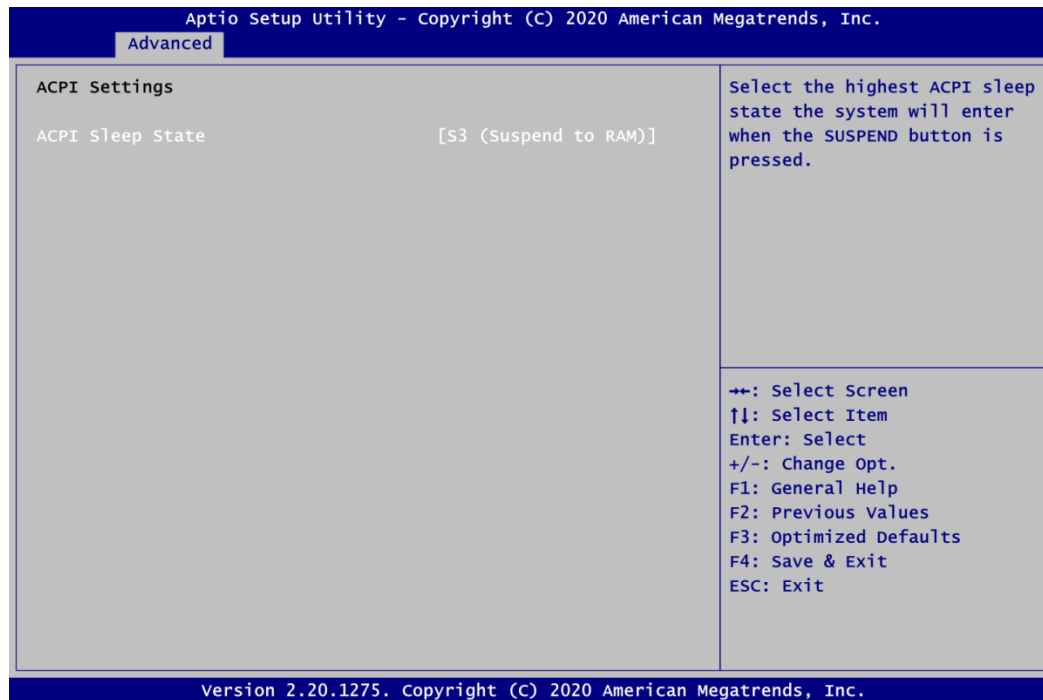 Aptio Setup Utility - Copyright (C) 2020 American Megatrends, Inc.
Advanced
ACPI Settings
ACPI Sleep State [S3 (Suspend to RAM)]
Select the highest ACPI sleep
state the system will enter
when the SUSPEND button is
pressed.
→←: Select Screen
↑↓: Select Item
Enter: Select
+/-: Change Opt.
F1: General Help
F2: Previous Values
F3: Optimized Defaults
F4: Save & Exit
ESC: Exit
Version 2.20.1275. Copyright (C) 2020 American Megatrends, Inc.